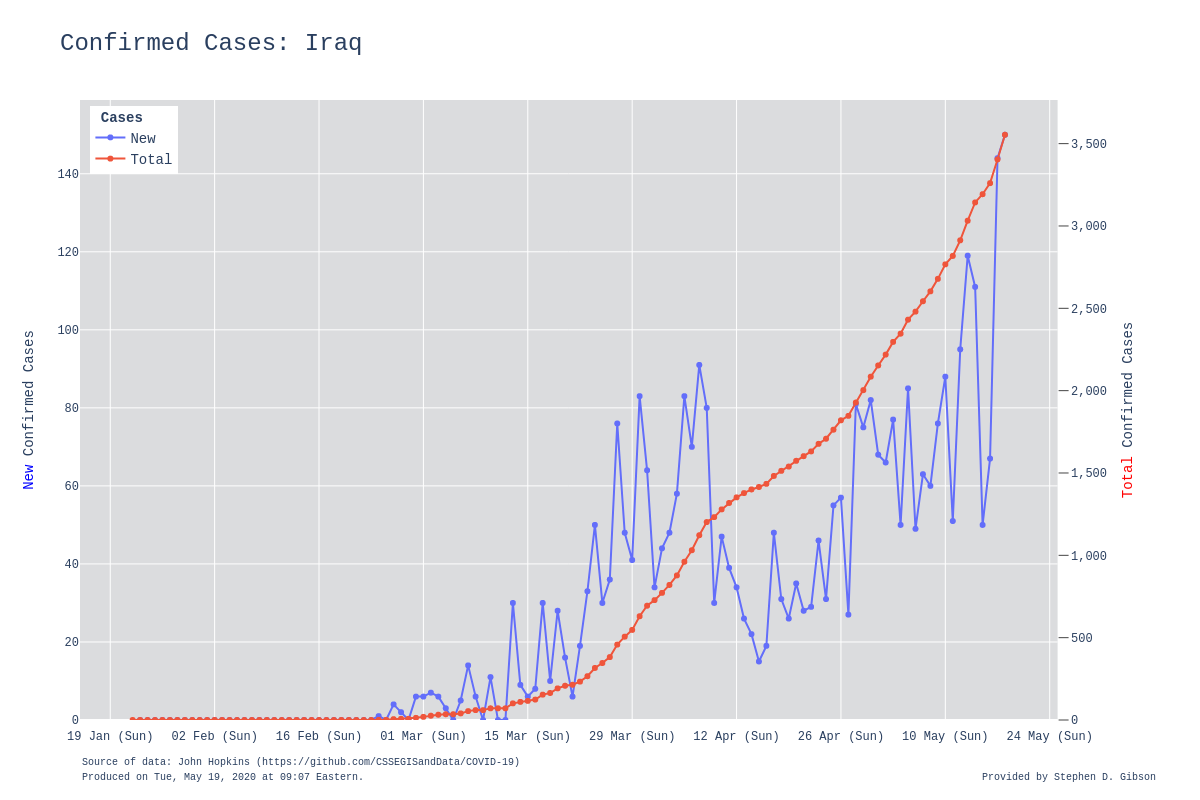 Confirmed Cases: Iraq
Cases
New
Total
140
120
100
80
60
40
20
0
3,500
3,000
2,500
2,000
1,500
1,000
500
0
New Confirmed Cases
Total Confirmed Cases
19 Jan (Sun) 02 Feb (Sun) 16 Feb (Sun) 01 Mar (Sun) 15 Mar (Sun) 29 Mar (Sun) 12 Apr (Sun) 26 Apr (Sun) 10 May (Sun) 24 May (Sun)
Source of data: John Hopkins (https://github.com/CSSEGISandData/COVID-19)
Produced on Tue, May 19, 2020 at 09:07 Eastern.
Provided by Stephen D. Gibson